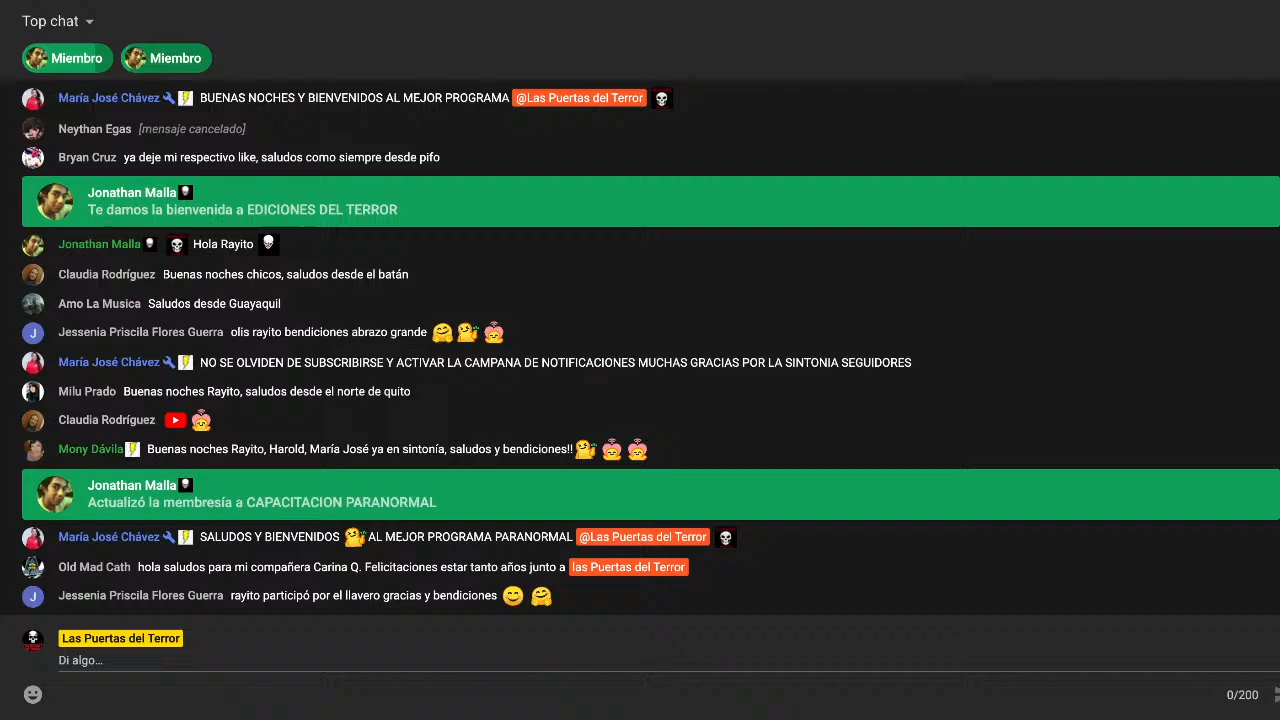 Top chat
Miembro Miembro
María José Chávez BUENAS NOCHES Y BIENVENIDOS AL MEJOR PROGRAMA @Las Puertas del Terror
Neythan Egas [mensaje cancelado]
Bryan Cruz ya deje mi respectivo like, saludos como siempre desde pifo
Jonathan Malla
Te damos la bienvenida a EDICIONES DEL TERROR
Jonathan Malla Hola Rayito
Claudia Rodríguez Buenas noches chicos, saludos desde el batán
Amo La Musica Saludos desde Guayaquil
J Jessenia Priscila Flores Guerra olis rayito bendiciones abrazo grande
María José Chávez NO SE OLVIDEN DE SUBSCRIBIRSE Y ACTIVAR LA CAMPANA DE NOTIFICACIONES MUCHAS GRACIAS POR LA SINTONIA SEGUIDORES
Milu Prado Buenas noches Rayito, saludos desde el norte de quito
Claudia Rodríguez
Mony Dávila Buenas noches Rayito, Harold, María José ya en sintonía, saludos y bendiciones!!
Jonathan Malla
Actualizó la membresía a CAPACITACION PARANORMAL
María José Chávez SALUDOS Y BIENVENIDOS AL MEJOR PROGRAMA PARANORMAL @Las Puertas del Terror
Old Mad Cath hola saludos para mi compañera Carina Q. Felicitaciones estar tanto años junto a las Puertas del Terror
J Jessenia Priscila Flores Guerra rayito participó por el llavero gracias y bendiciones
Las Puertas del Terror
Di algo…
0/200